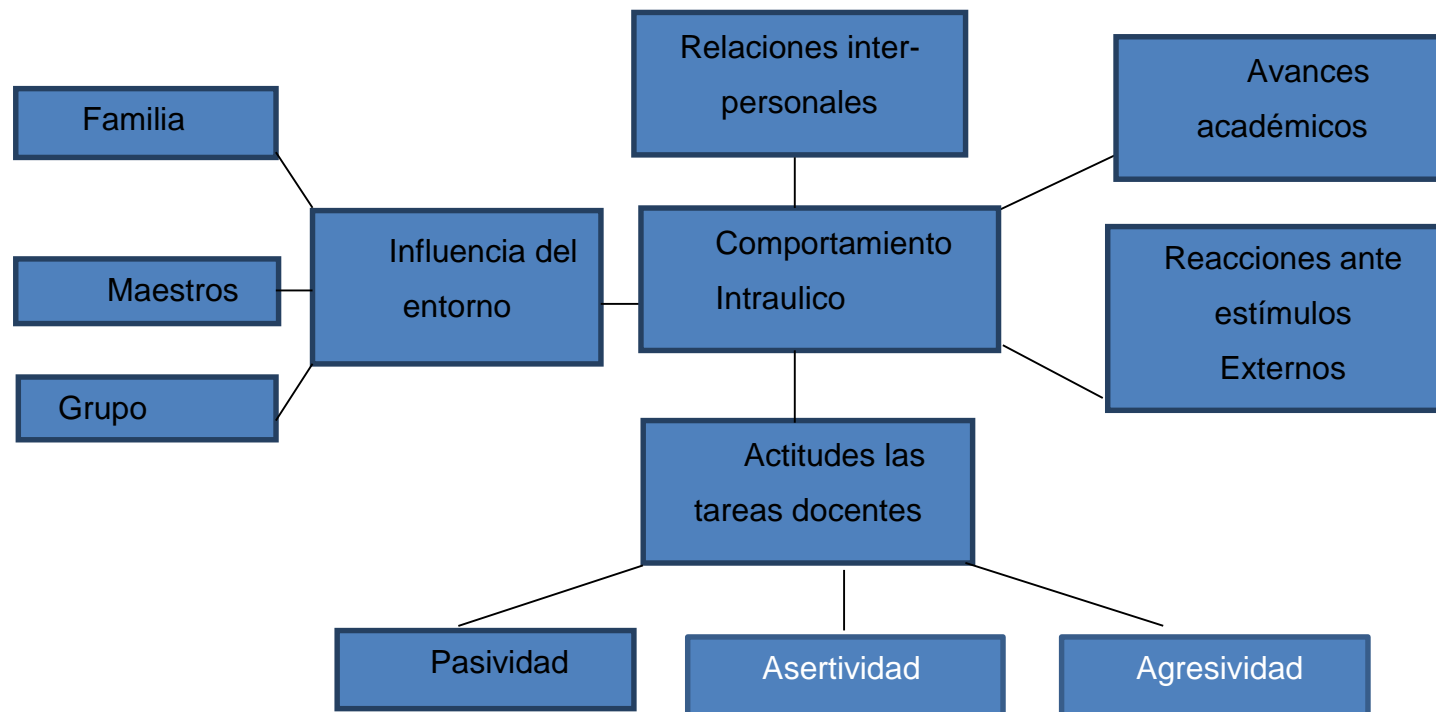 Relaciones inter-
personales
Avances
académicos
Familia
Influencia del
entorno
Comportamiento
Intraulico
Reacciones ante
estímulos
Externos
Maestros
Grupo
Actitudes las
tareas docentes
Pasividad
Asertividad
Agresividad